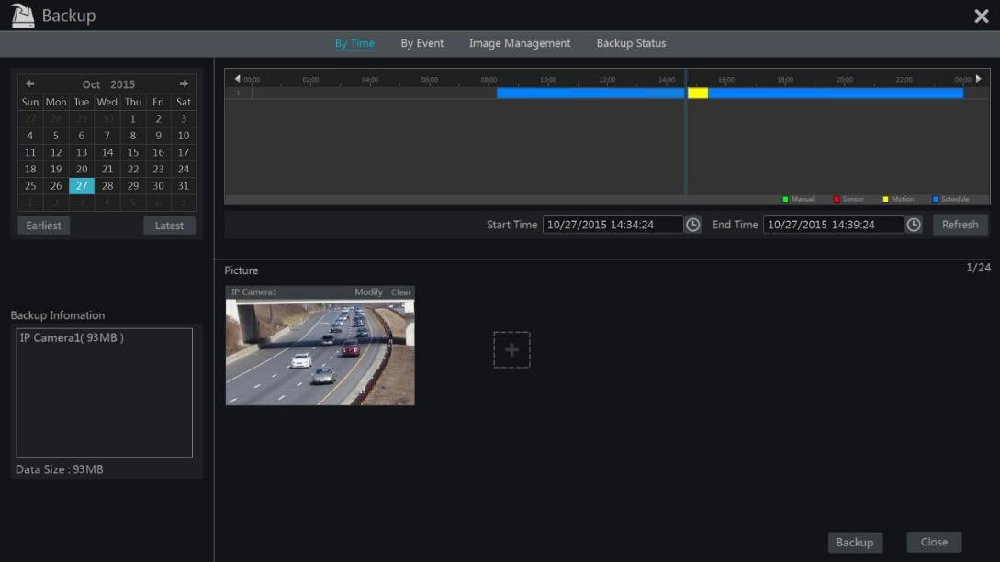 Backup
By Time By Event Image Management Backup Status
Oct 2015
Sun Mon Tue Wed Thu Fri Sat
27 28 29 30 1 2 3
4 5 6 7 8 9 10
11 12 13 14 15 16 17
18 19 20 21 22 23 24
25 26 27 28 29 30 31
1 2 3 4 5 6 7
Earliest Latest
00:00 02:00 04:00 06:00 08:00 10:00 12:00 14:00 16:00 18:00 20:00 22:00 00:00
1
Manual Sensor Motion Schedule
Start Time 10/27/2015 14:34:24 End Time 10/27/2015 14:39:24 Refresh
Picture 1/24
IP Camera1 Modify Clear
Backup Infomation
IP Camera1( 93MB )
Data Size : 93MB
Backup Close